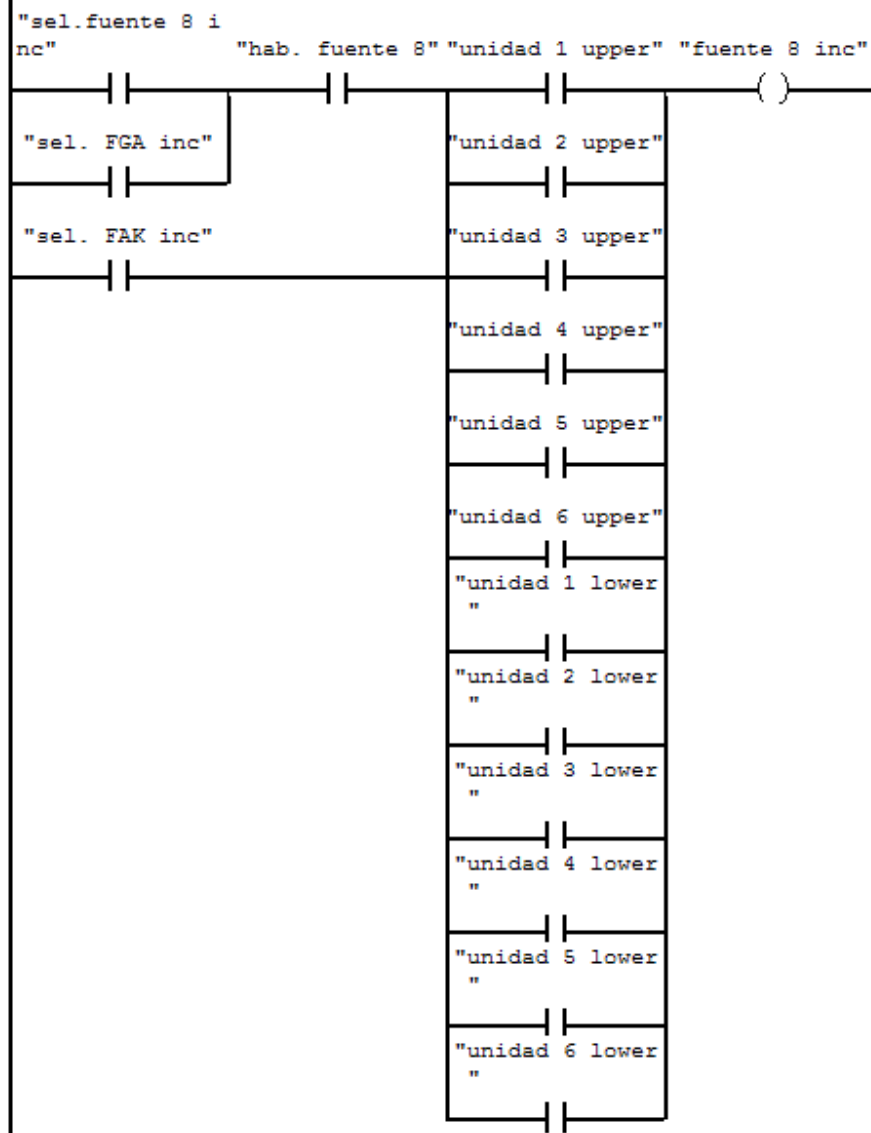 "sel.fuente 8 i
nc"
"hab. fuente 8" "unidad 1 upper" "fuente 8 inc"
"sel. FGA inc"
"unidad 2 upper"
"sel. FAK inc"
"unidad 3 upper"
"unidad 4 upper"
"unidad 5 upper"
"unidad 6 upper"
"unidad 1 lower
"
"unidad 2 lower
"
"unidad 3 lower
"
"unidad 4 lower
"
"unidad 5 lower
"
"unidad 6 lower
"